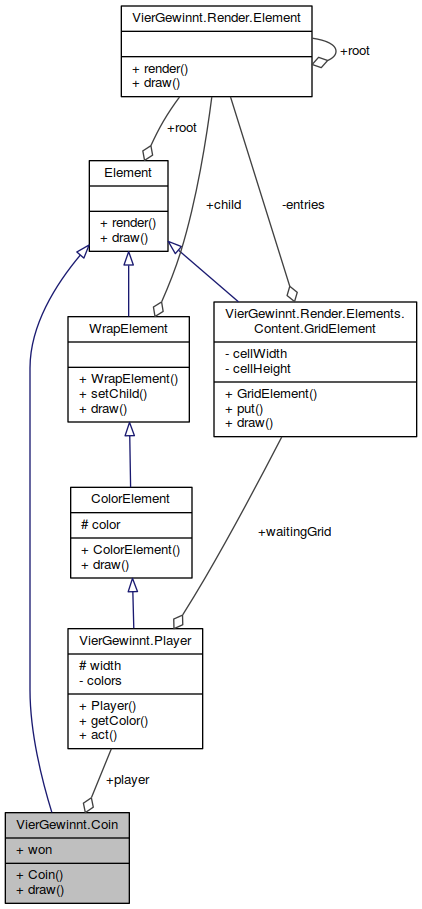 VierGewinnt.Render.Element
+ render()
+ draw()
+root
+root
Element
+ render()
+ draw()
+child
-entries
WrapElement
+ WrapElement()
+ setChild()
+ draw()
VierGewinnt.Render.Elements.
Content.GridElement
- cellWidth
- cellHeight
+ GridElement()
+ put()
+ draw()
ColorElement
# color
+ ColorElement()
+ draw()
+waitingGrid
VierGewinnt.Player
# width
- colors
+ Player()
+ getColor()
+ act()
+player
VierGewinnt.Coin
+ won
+ Coin()
+ draw()